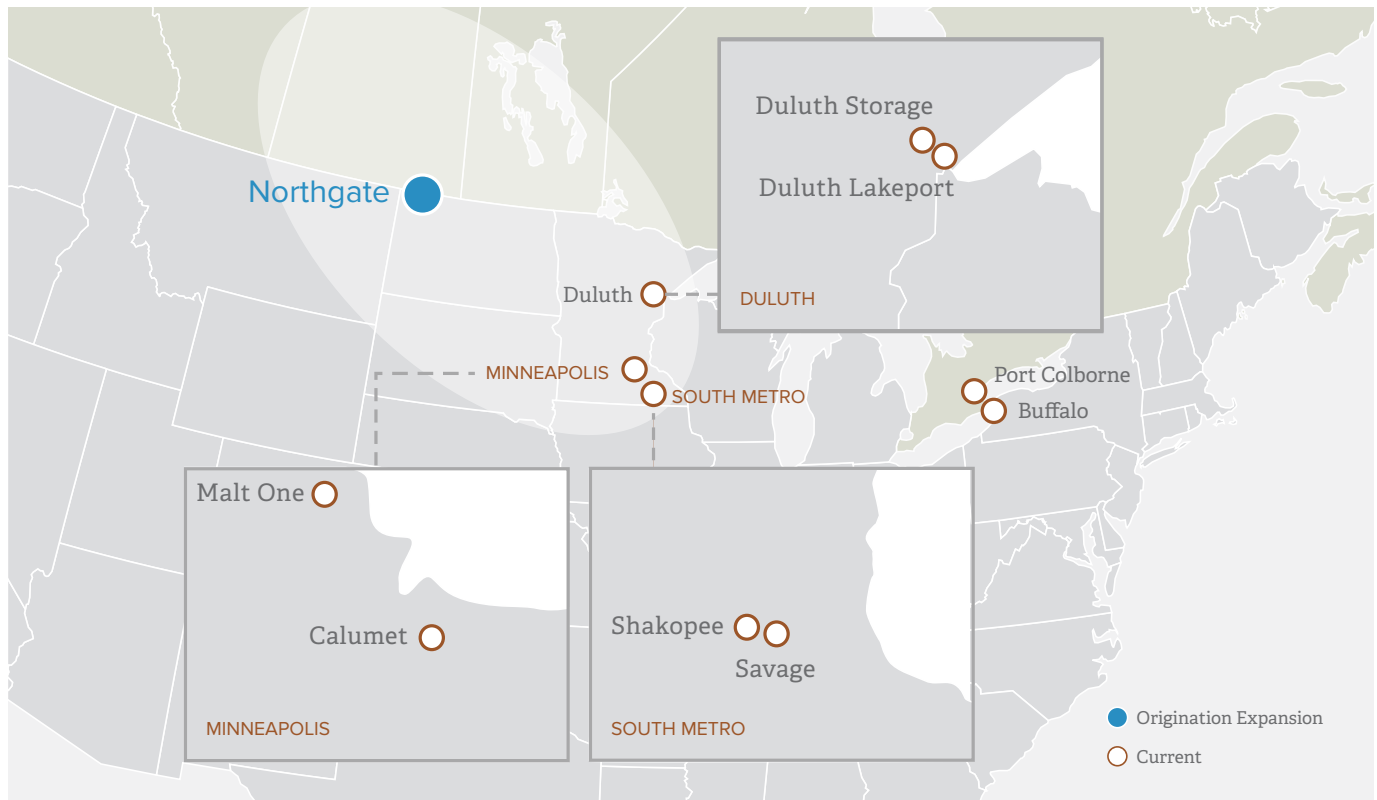 Duluth Storage
Duluth Lakeport
DULUTH
Northgate
Duluth
MINNEAPOLIS
SOUTH METRO
Port Colborne
Buffalo
Malt One
Calumet
MINNEAPOLIS
Shakopee
Savage
SOUTH METRO
Origination Expansion
Current